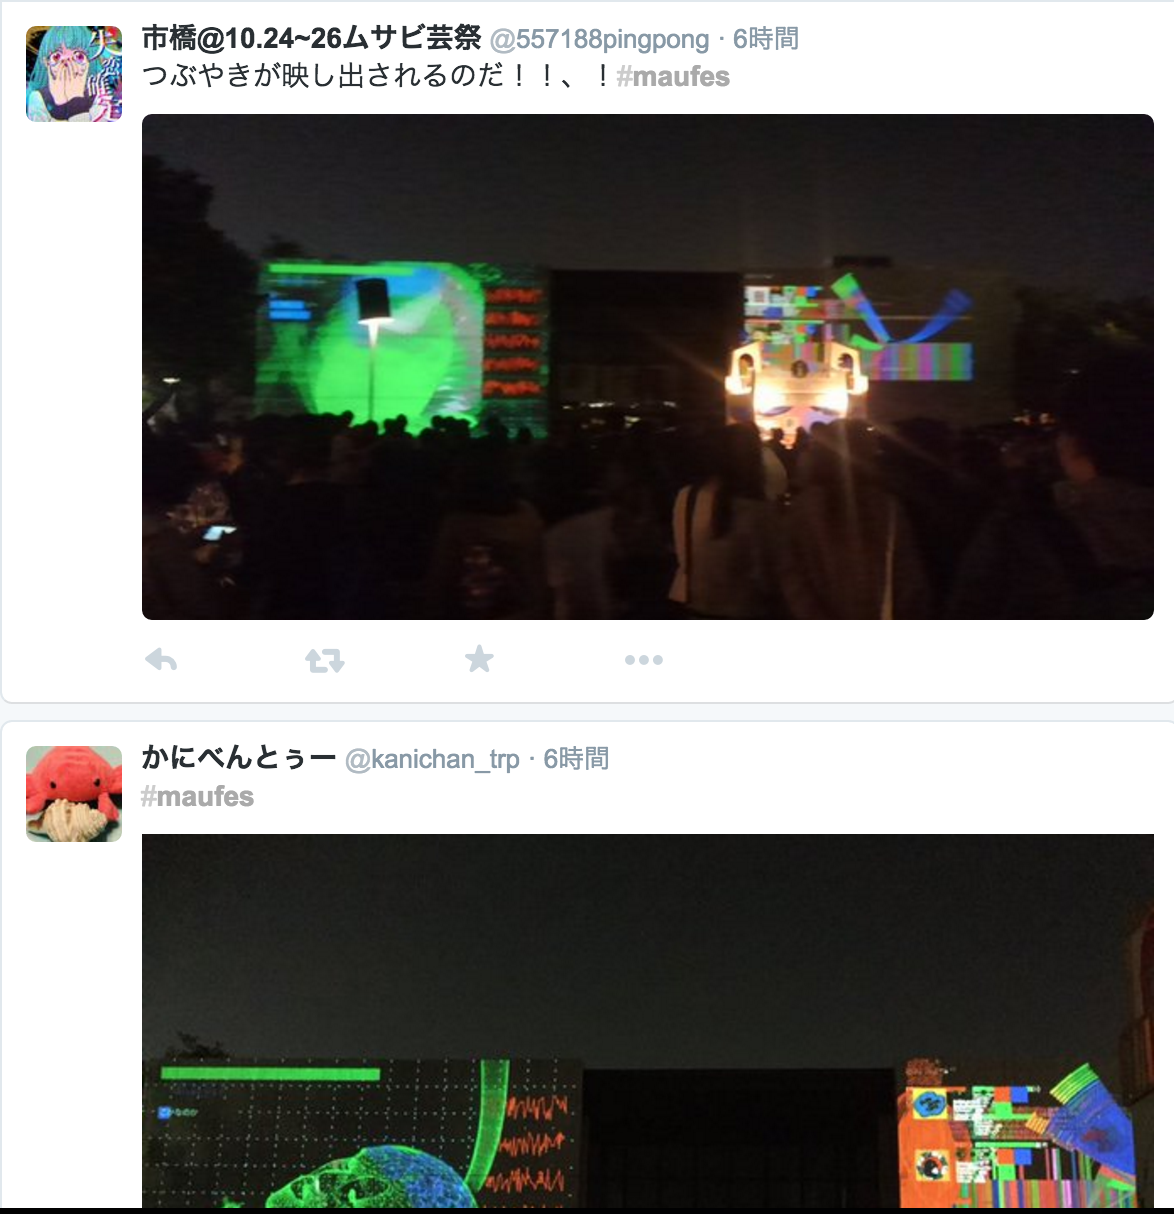 市橋@10.24~26ムサビ芸祭 @557188pingpong · 6時間
つぶやきが映し出されるのだ！！、！#maufes
かにべんとぅー @kanichan_trp · 6時間
#maufes